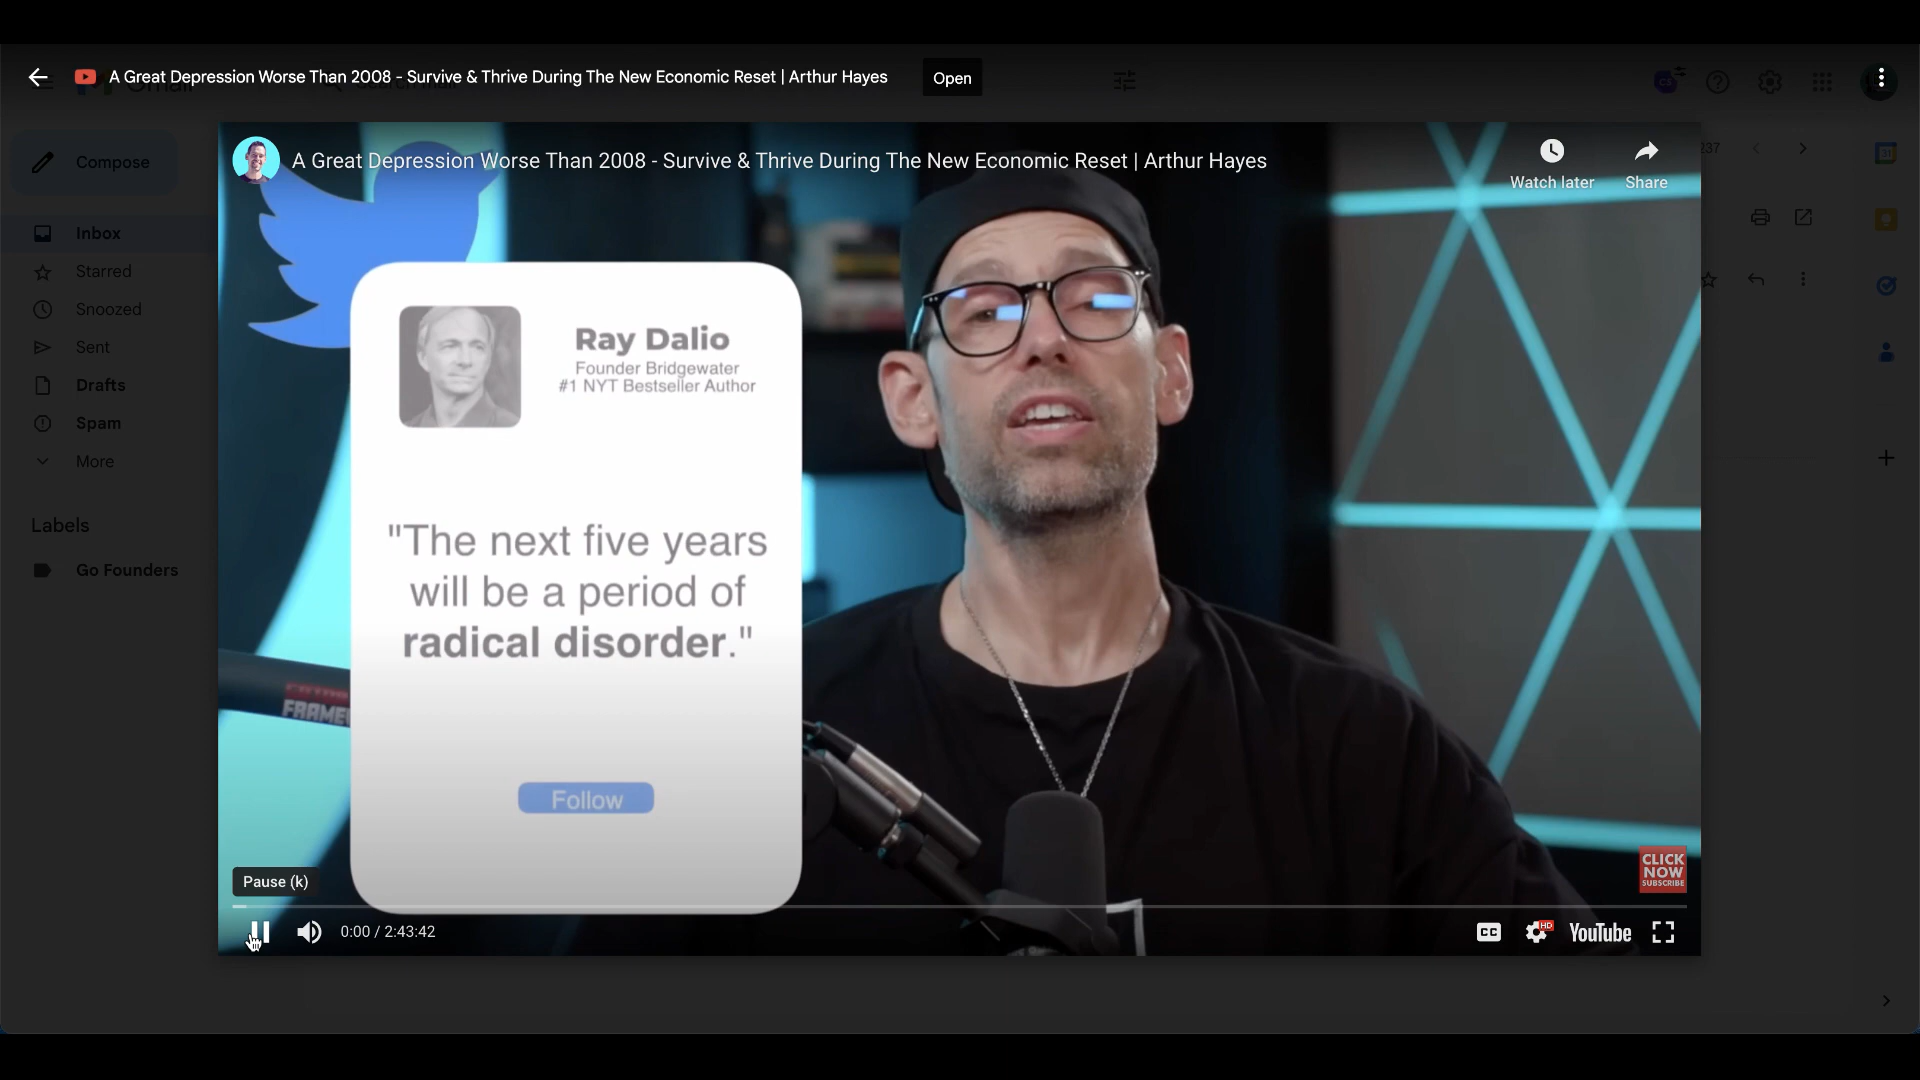 A Great Depression Worse Than 2008 - Survive & Thrive During The New Economic Reset | Arthur Hayes
Open
A Great Depression Worse Than 2008 - Survive & Thrive During The New Economic Reset | Arthur Hayes
Watch later
Share
Compose
237
Inbox
Starred
Snoozed
Sent
Drafts
Spam
More
Labels
Go Founders
Ray Dalio
Founder Bridgewater
#1 NYT Bestseller Author
"The next five years
will be a period of
radical disorder."
Follow
CLICK
NOW
SUBSCRIBE
Pause (k)
0:00 / 2:43:42
CC
HD
YouTube